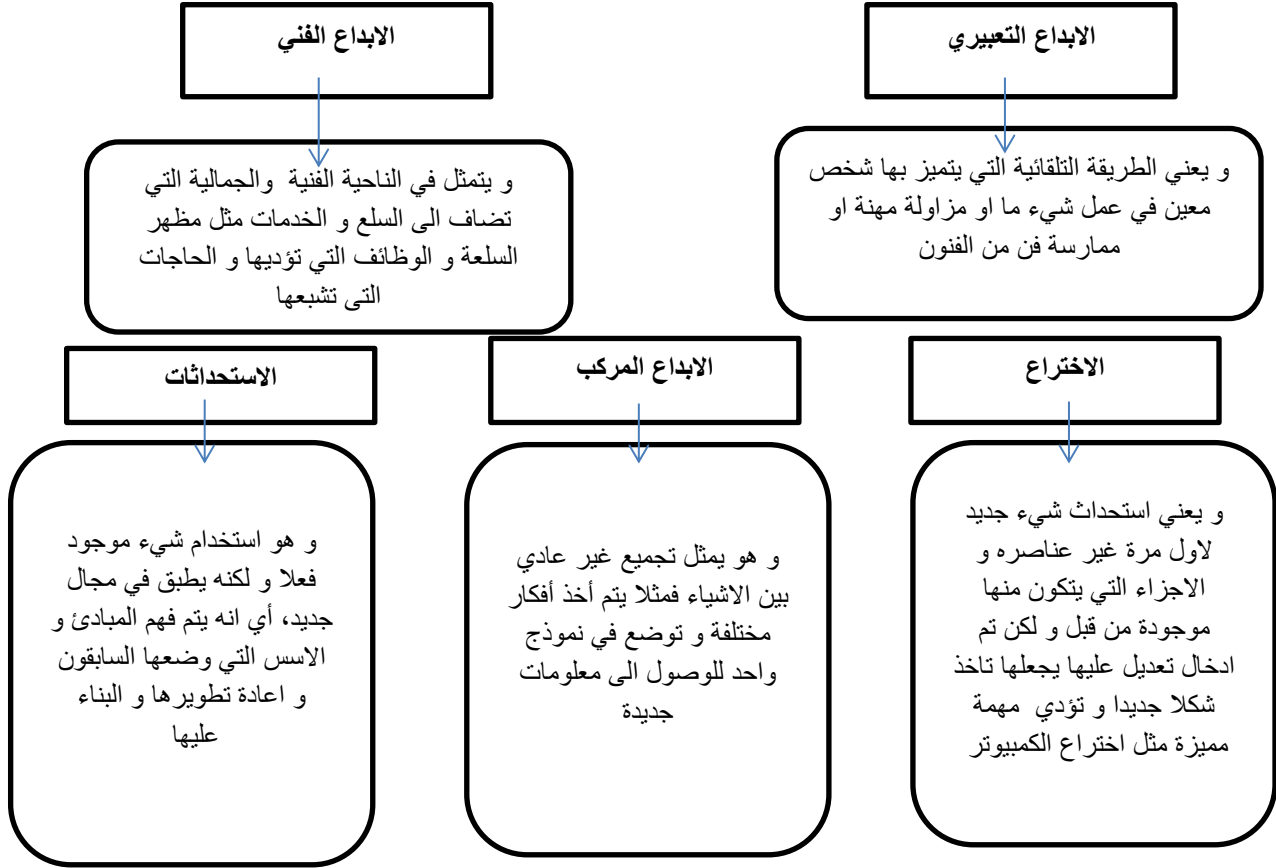 الابداع التعبيري
و يعني الطريقة التلقائية التي يتميز بها شخص
معين في عمل شيء ما او مزاولة مهنة او
ممارسة فن من الفنون
الابداع الفني
و يتمثل في الناحية الفنية والجمالية التي
تضاف الى السلع و الخدمات مثل مظهر
السلعة و الوظائف التي تؤديها و الحاجات
التى تشبعها
الاختراع
و يعني استحداث شيء جديد
لاول مرة غير عناصره و
الاجزاء التي يتكون منها
موجودة من قبل و لكن تم
ادخال تعديل عليها يجعلها تاخذ
شكلا جديدا و تؤدي مهمة
مميزة مثل اختراع الكمبيوتر
الابداع المركب
و هو يمثل تجميع غير عادي
بين الاشياء فمثلا يتم أخذ أفكار
مختلفة و توضع في نموذج
واحد للوصول الى معلومات
جديدة
الاستحداثات
و هو استخدام شيء موجود
فعلا و لكنه يطبق في مجال
جديد، أي انه يتم فهم المبادئ و
الاسس التي وضعها السابقون
و اعادة تطويرها و البناء
عليها